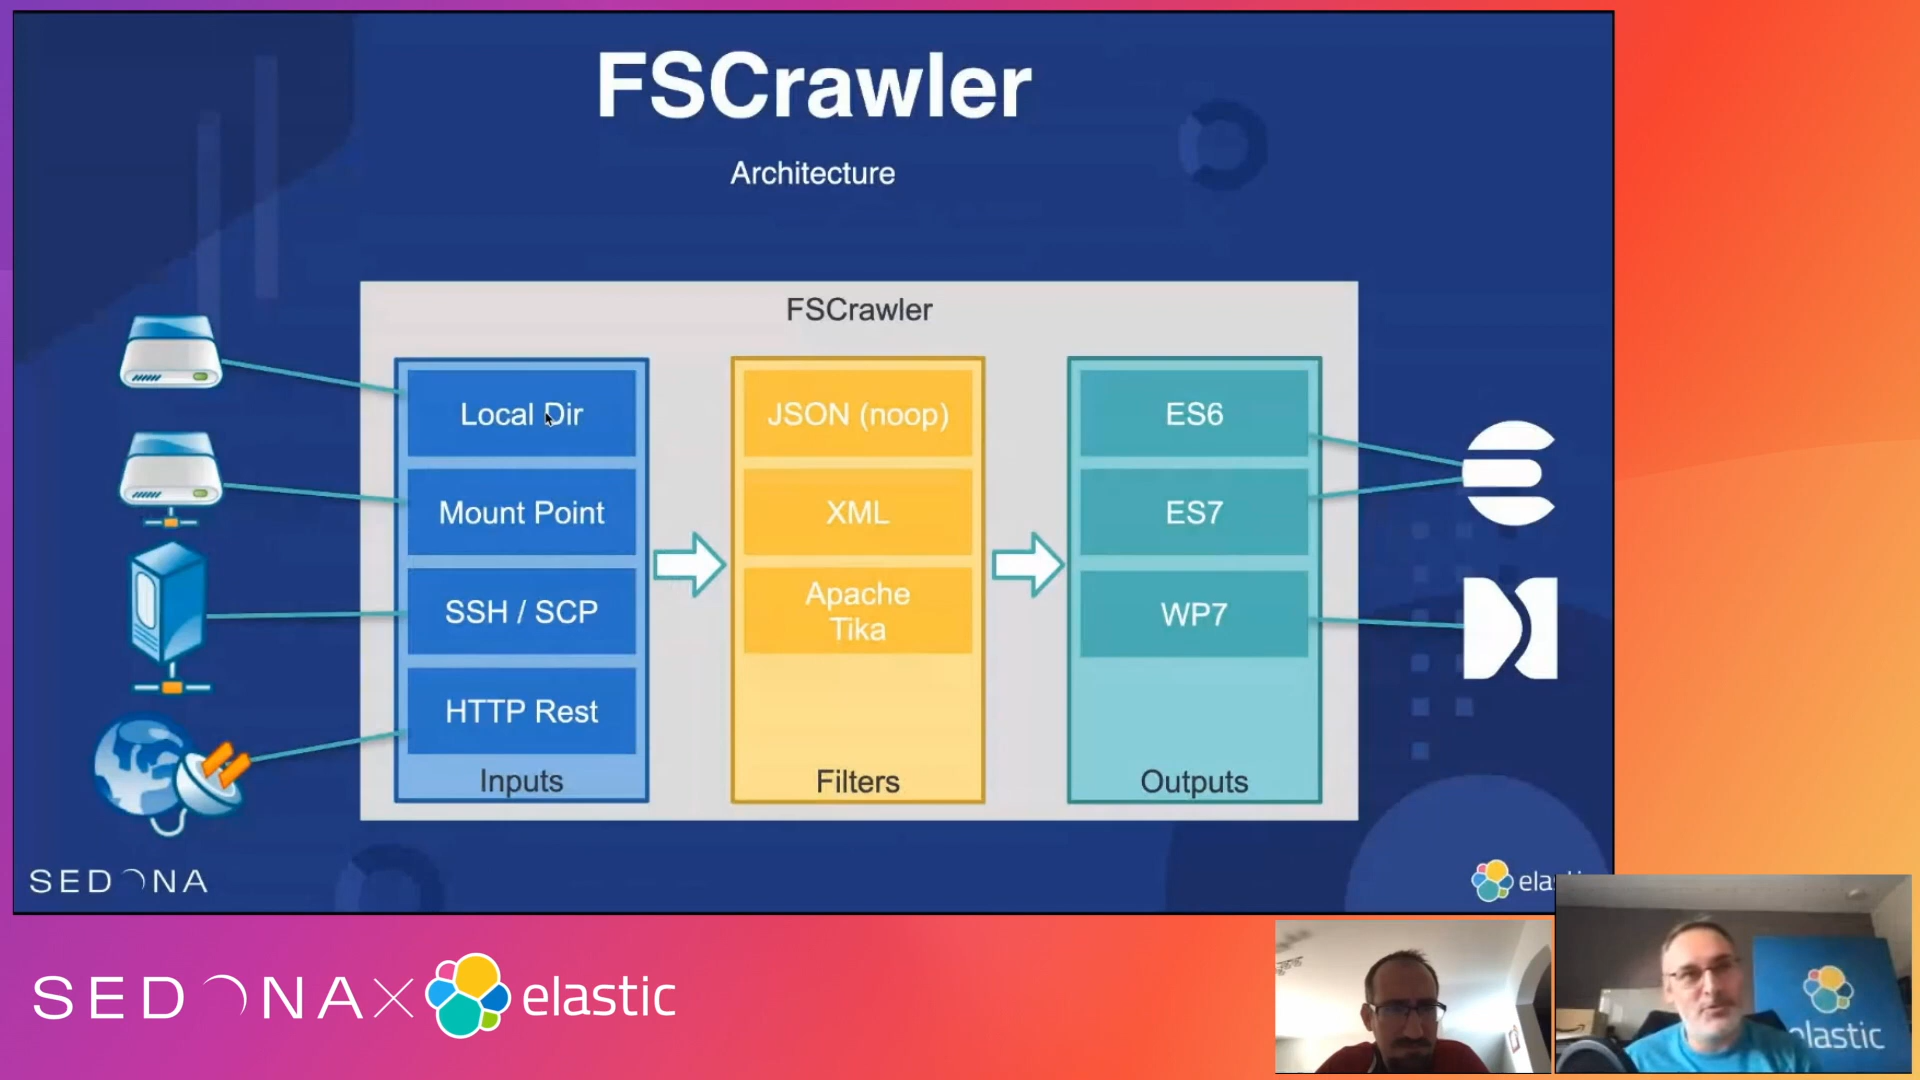 FSCrawler
Architecture
FSCrawler
Local Dir
Mount Point
SSH / SCP
HTTP Rest
Inputs
JSON (noop)
XML
Apache
Tika
Filters
ES6
ES7
WP7
Outputs
SEDONA
elastic
SEDONA X elastic
elastic